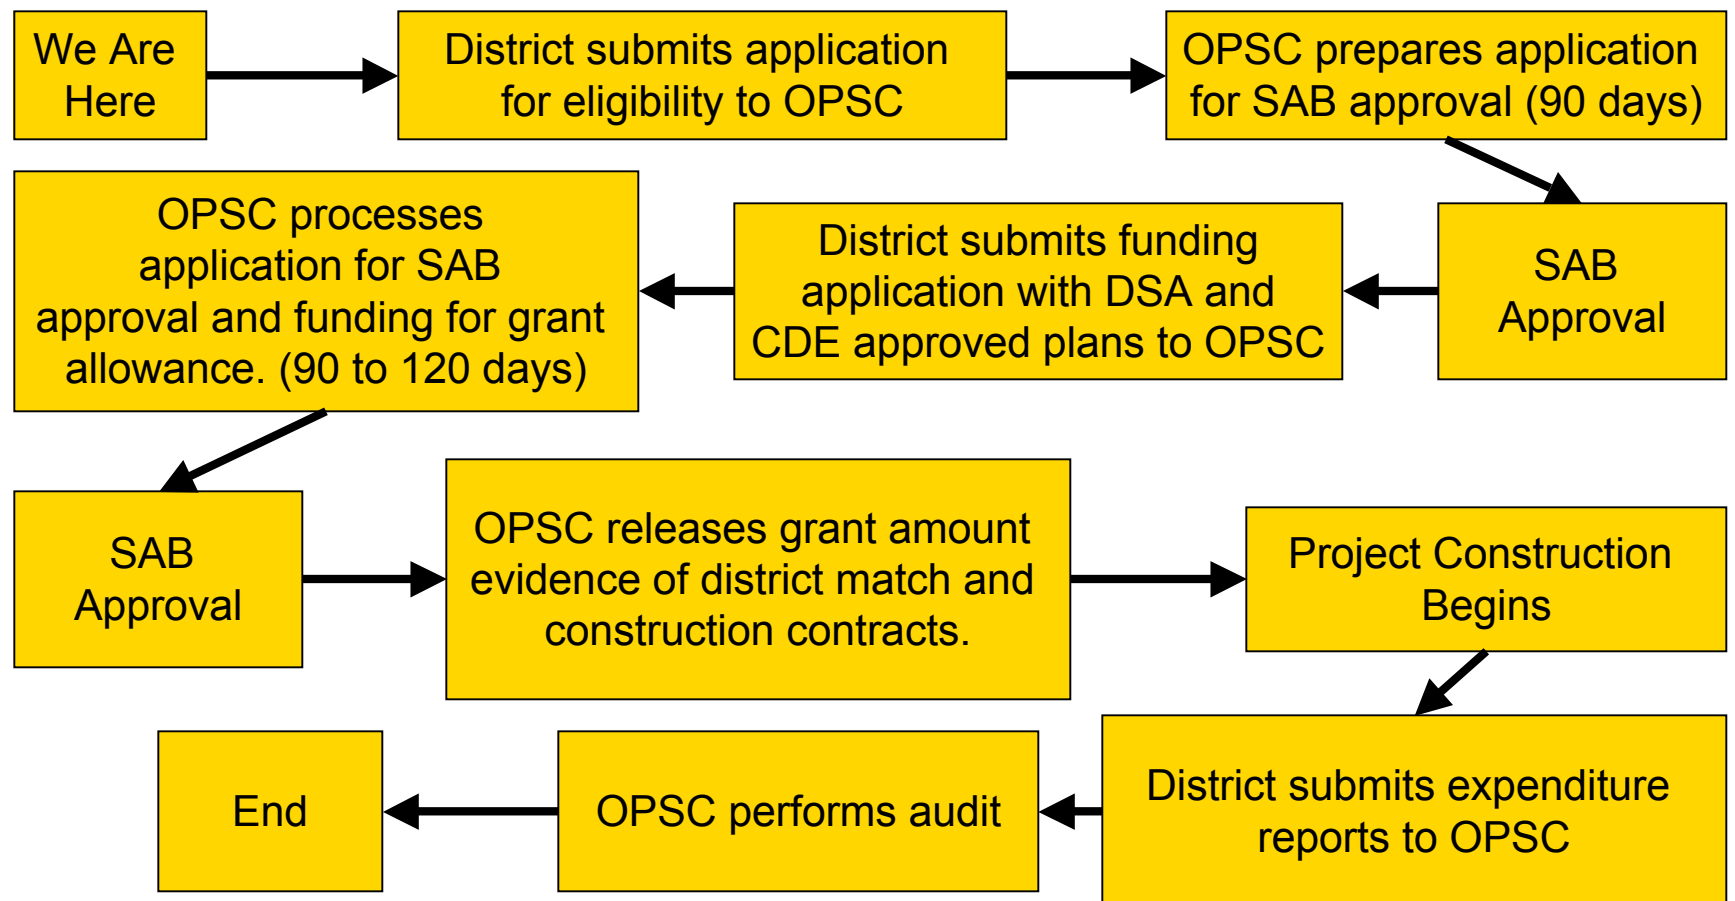 We Are
Here
District submits application
for eligibility to OPSC
OPSC prepares application
for SAB approval (90 days)
SAB
Approval
District submits funding
application with DSA and
CDE approved plans to OPSC
OPSC processes
application for SAB
approval and funding for grant
allowance. (90 to 120 days)
SAB
Approval
OPSC releases grant amount
evidence of district match and
construction contracts.
Project Construction
Begins
District submits expenditure
reports to OPSC
OPSC performs audit
End